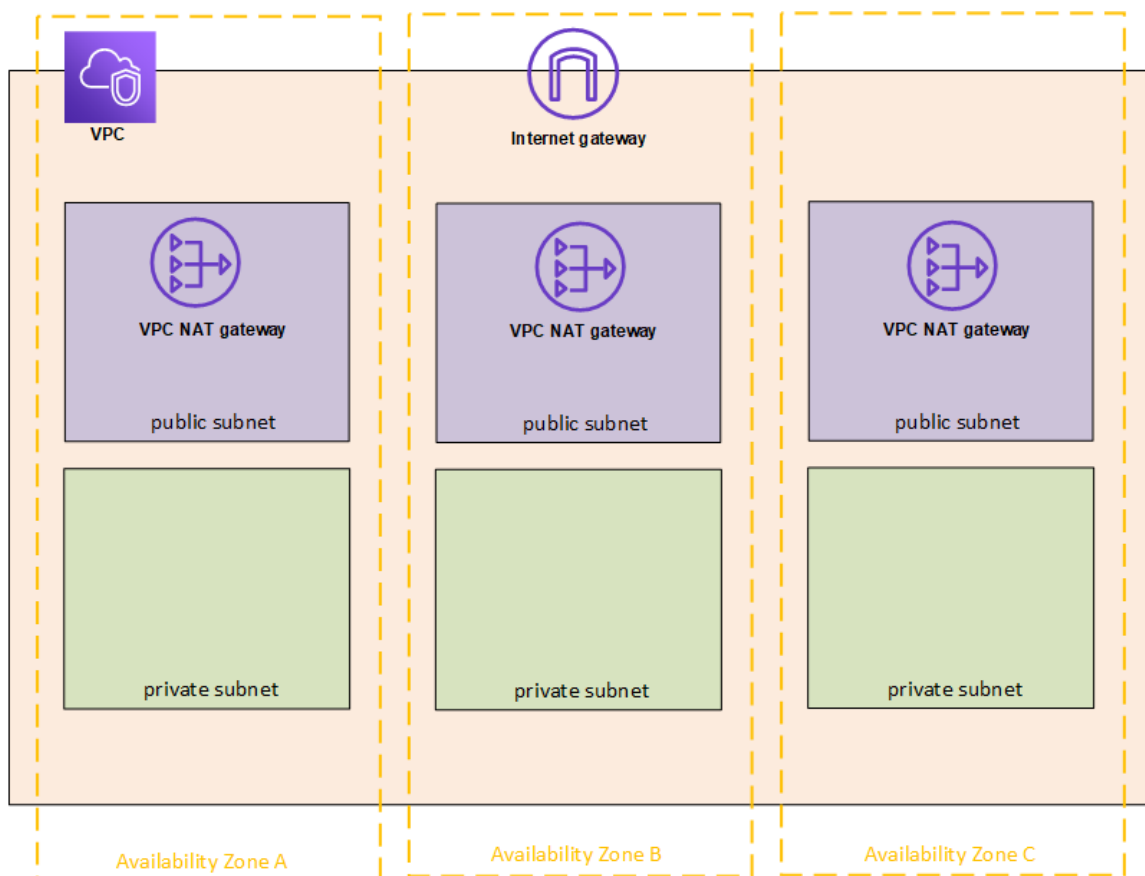 VPC
Internet gateway
VPC NAT gateway
VPC NAT gateway
VPC NAT gateway
public subnet
public subnet
public subnet
private subnet
private subnet
private subnet
Availability Zone A
Availability Zone B
Availability Zone C